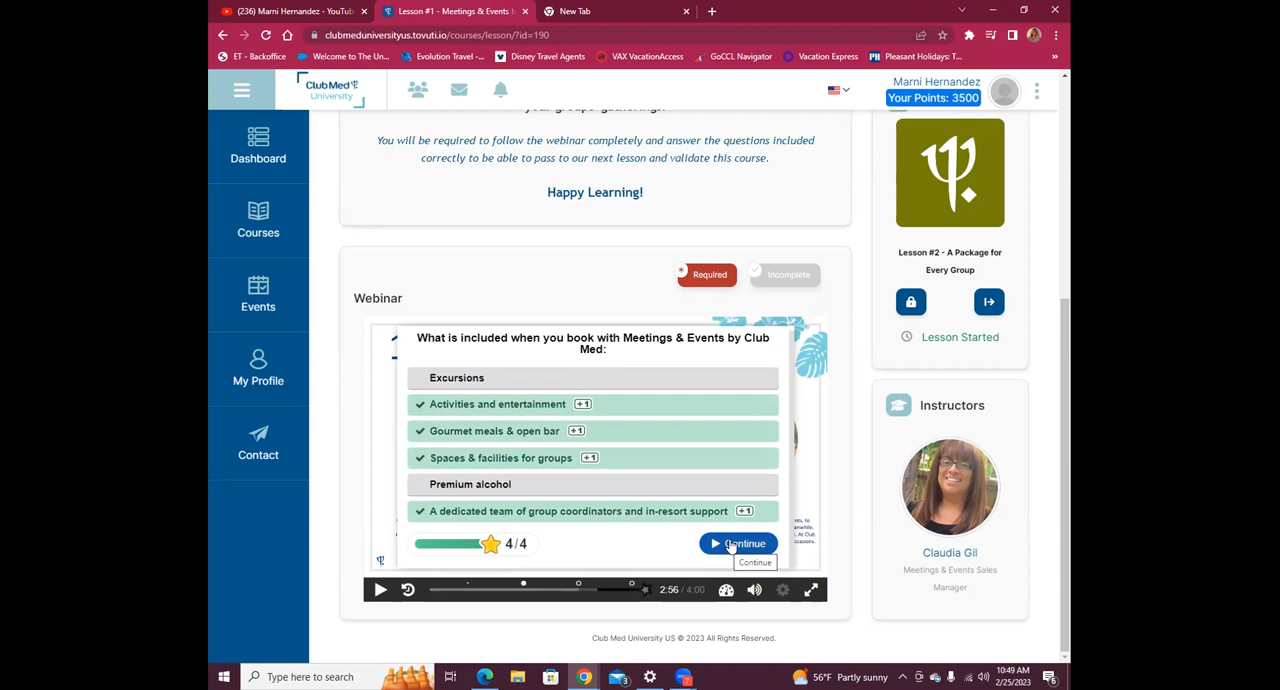 (236) Marni Hernandez - YouTub
Lesson #1 - Meetings & Events b
New Tab
clubmeduniversityus.tovuti.io/courses/lesson/?id=190
ET - Backoffice
Welcome to The Un...
Evolution Travel -...
Disney Travel Agents
VAX VacationAccess
GoCCL Navigator
Vacation Express
Pleasant Holidays: T...
Club Med
University
Marni Hernandez
Your Points: 3500
Dashboard
Courses
Events
My Profile
Contact
You will be required to follow the webinar completely and answer the questions included
correctly to be able to pass to our next lesson and validate this course.
Happy Learning!
Required
Incomplete
Webinar
What is included when you book with Meetings & Events by Club
Med:
Excursions
Activities and entertainment +1
Gourmet meals & open bar +1
Spaces & facilities for groups +1
Premium alcohol
A dedicated team of group coordinators and in-resort support +1
4/4
Continue
Continue
2:56 / 4:00
Lesson #2 - A Package for
Every Group
Lesson Started
Instructors
Claudia Gil
Meetings & Events Sales
Manager
Club Med University US © 2023 All Rights Reserved.
Type here to search
56°F Partly sunny
10:49 AM
2/25/2023